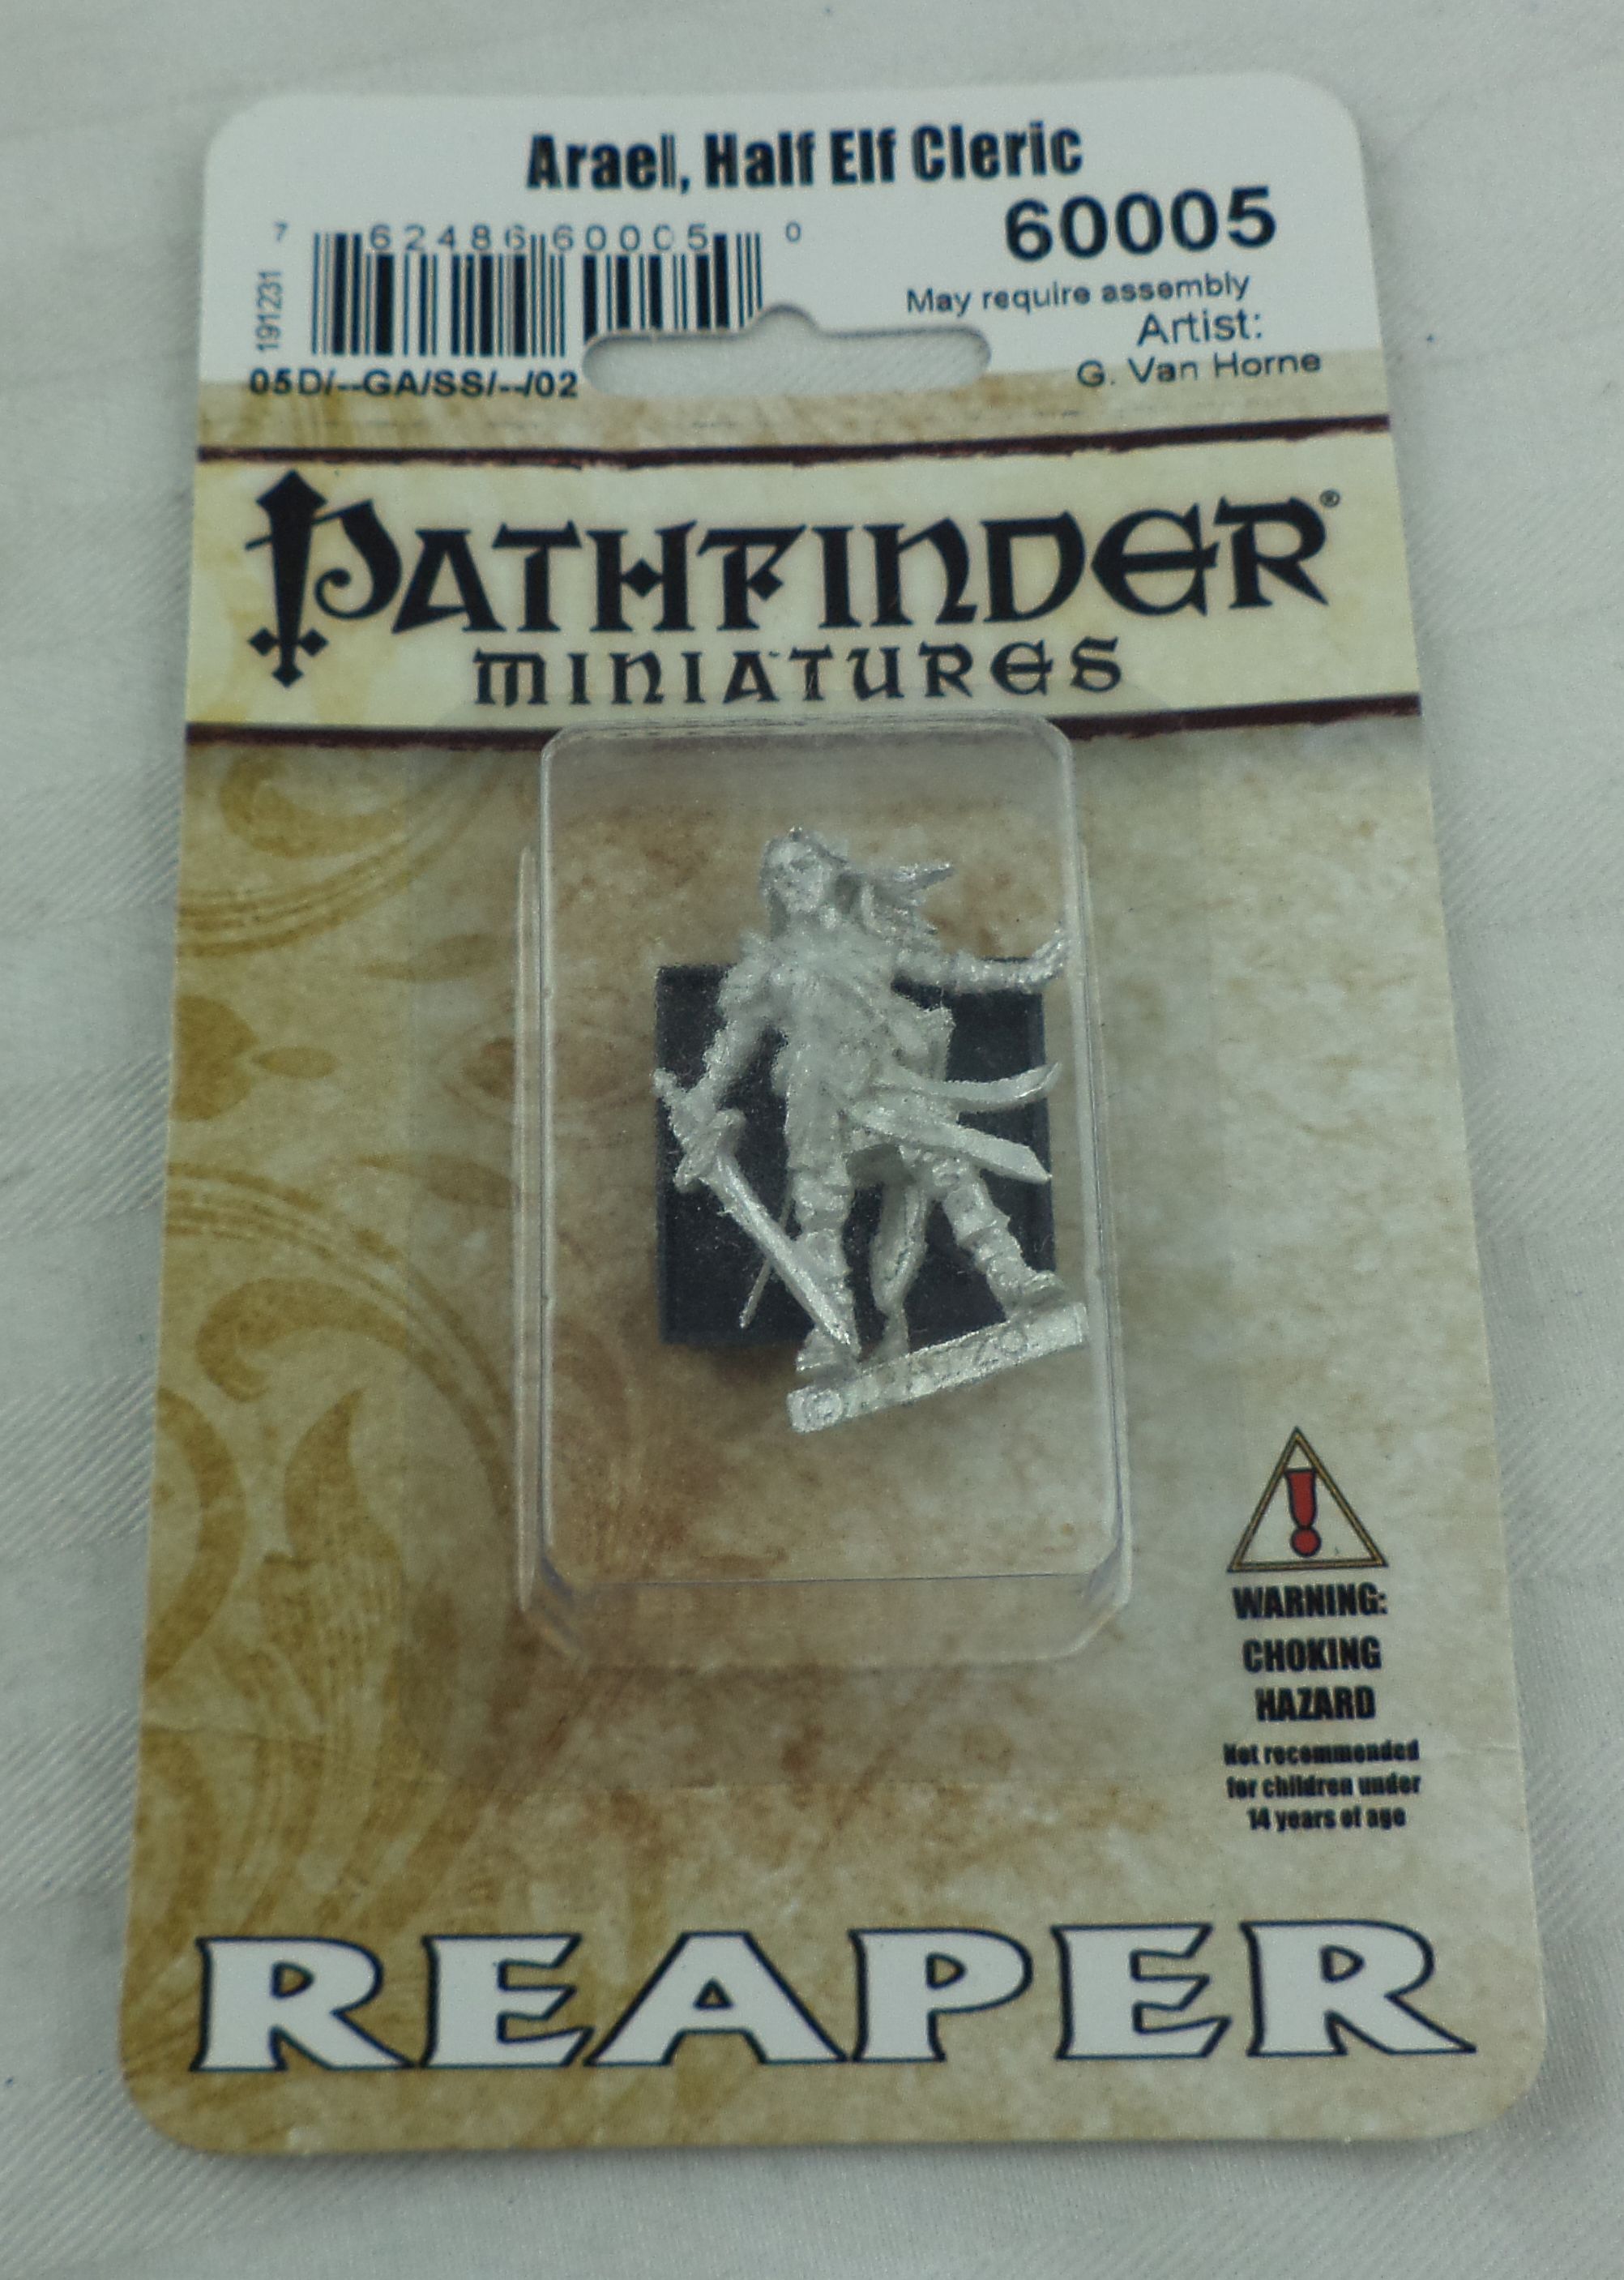 Arael, Half Elf Cleric
7 62486 60005 0
60005
191231
May require assembly
Artist:
G. Van Horne
05D/--GA/SS/--/02
PATHFINDER®
MINIATURES
WARNING:
CHOKING
HAZARD
Not recommended
for children under
14 years of age
REAPER